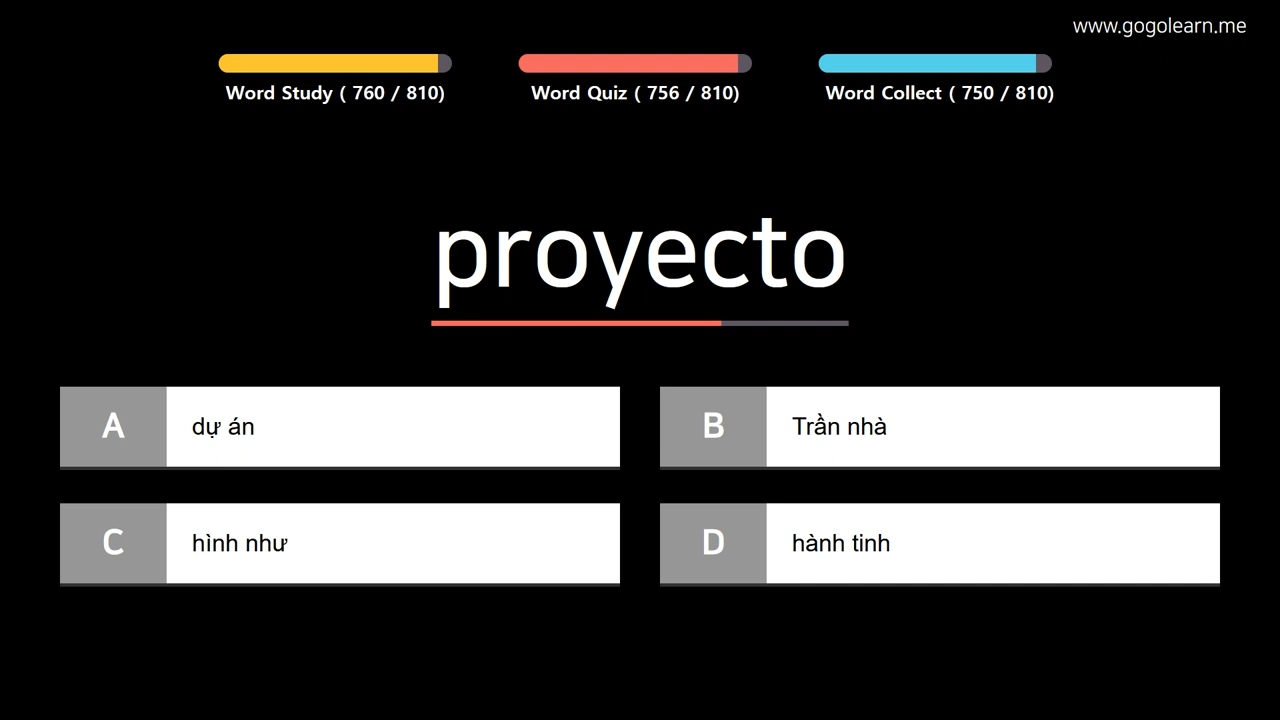 www.gogolearn.me
Word Study ( 760 / 810)
Word Quiz ( 756 / 810)
Word Collect ( 750 / 810)
proyecto
A
dự án
B
Trần nhà
C
hình như
D
hành tinh